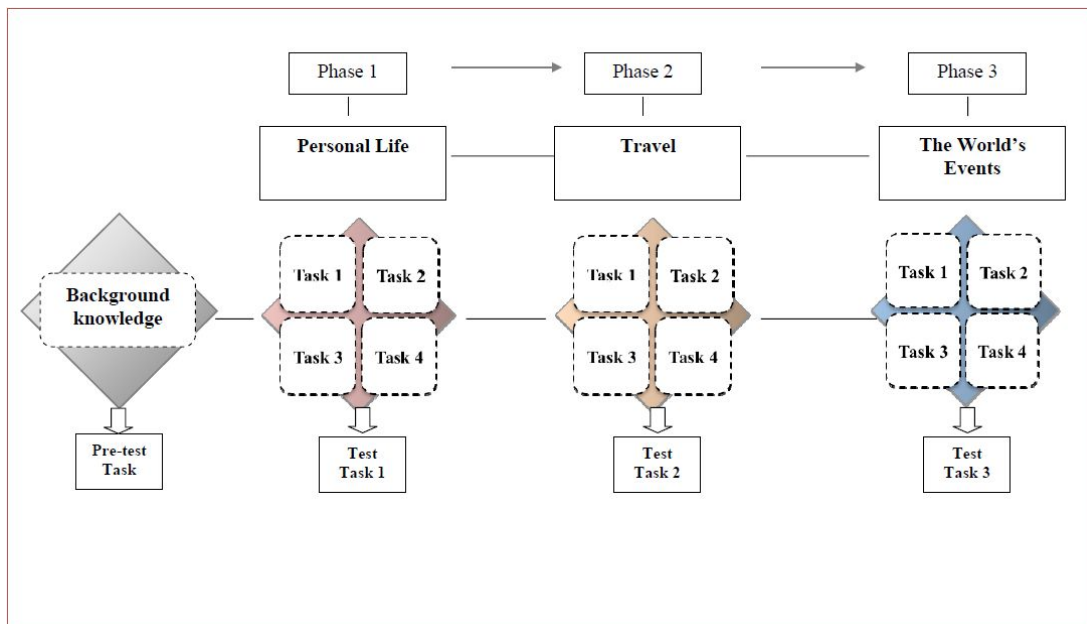 Phase 1
Phase 2
Phase 3
Personal Life
Travel
The World's
Events
Background
knowledge
Task 1
Task 2
Task 3
Task 4
Task 1
Task 2
Task 3
Task 4
Task 1
Task 2
Task 3
Task 4
Pre-test
Task
Test
Task 1
Test
Task 2
Test
Task 3